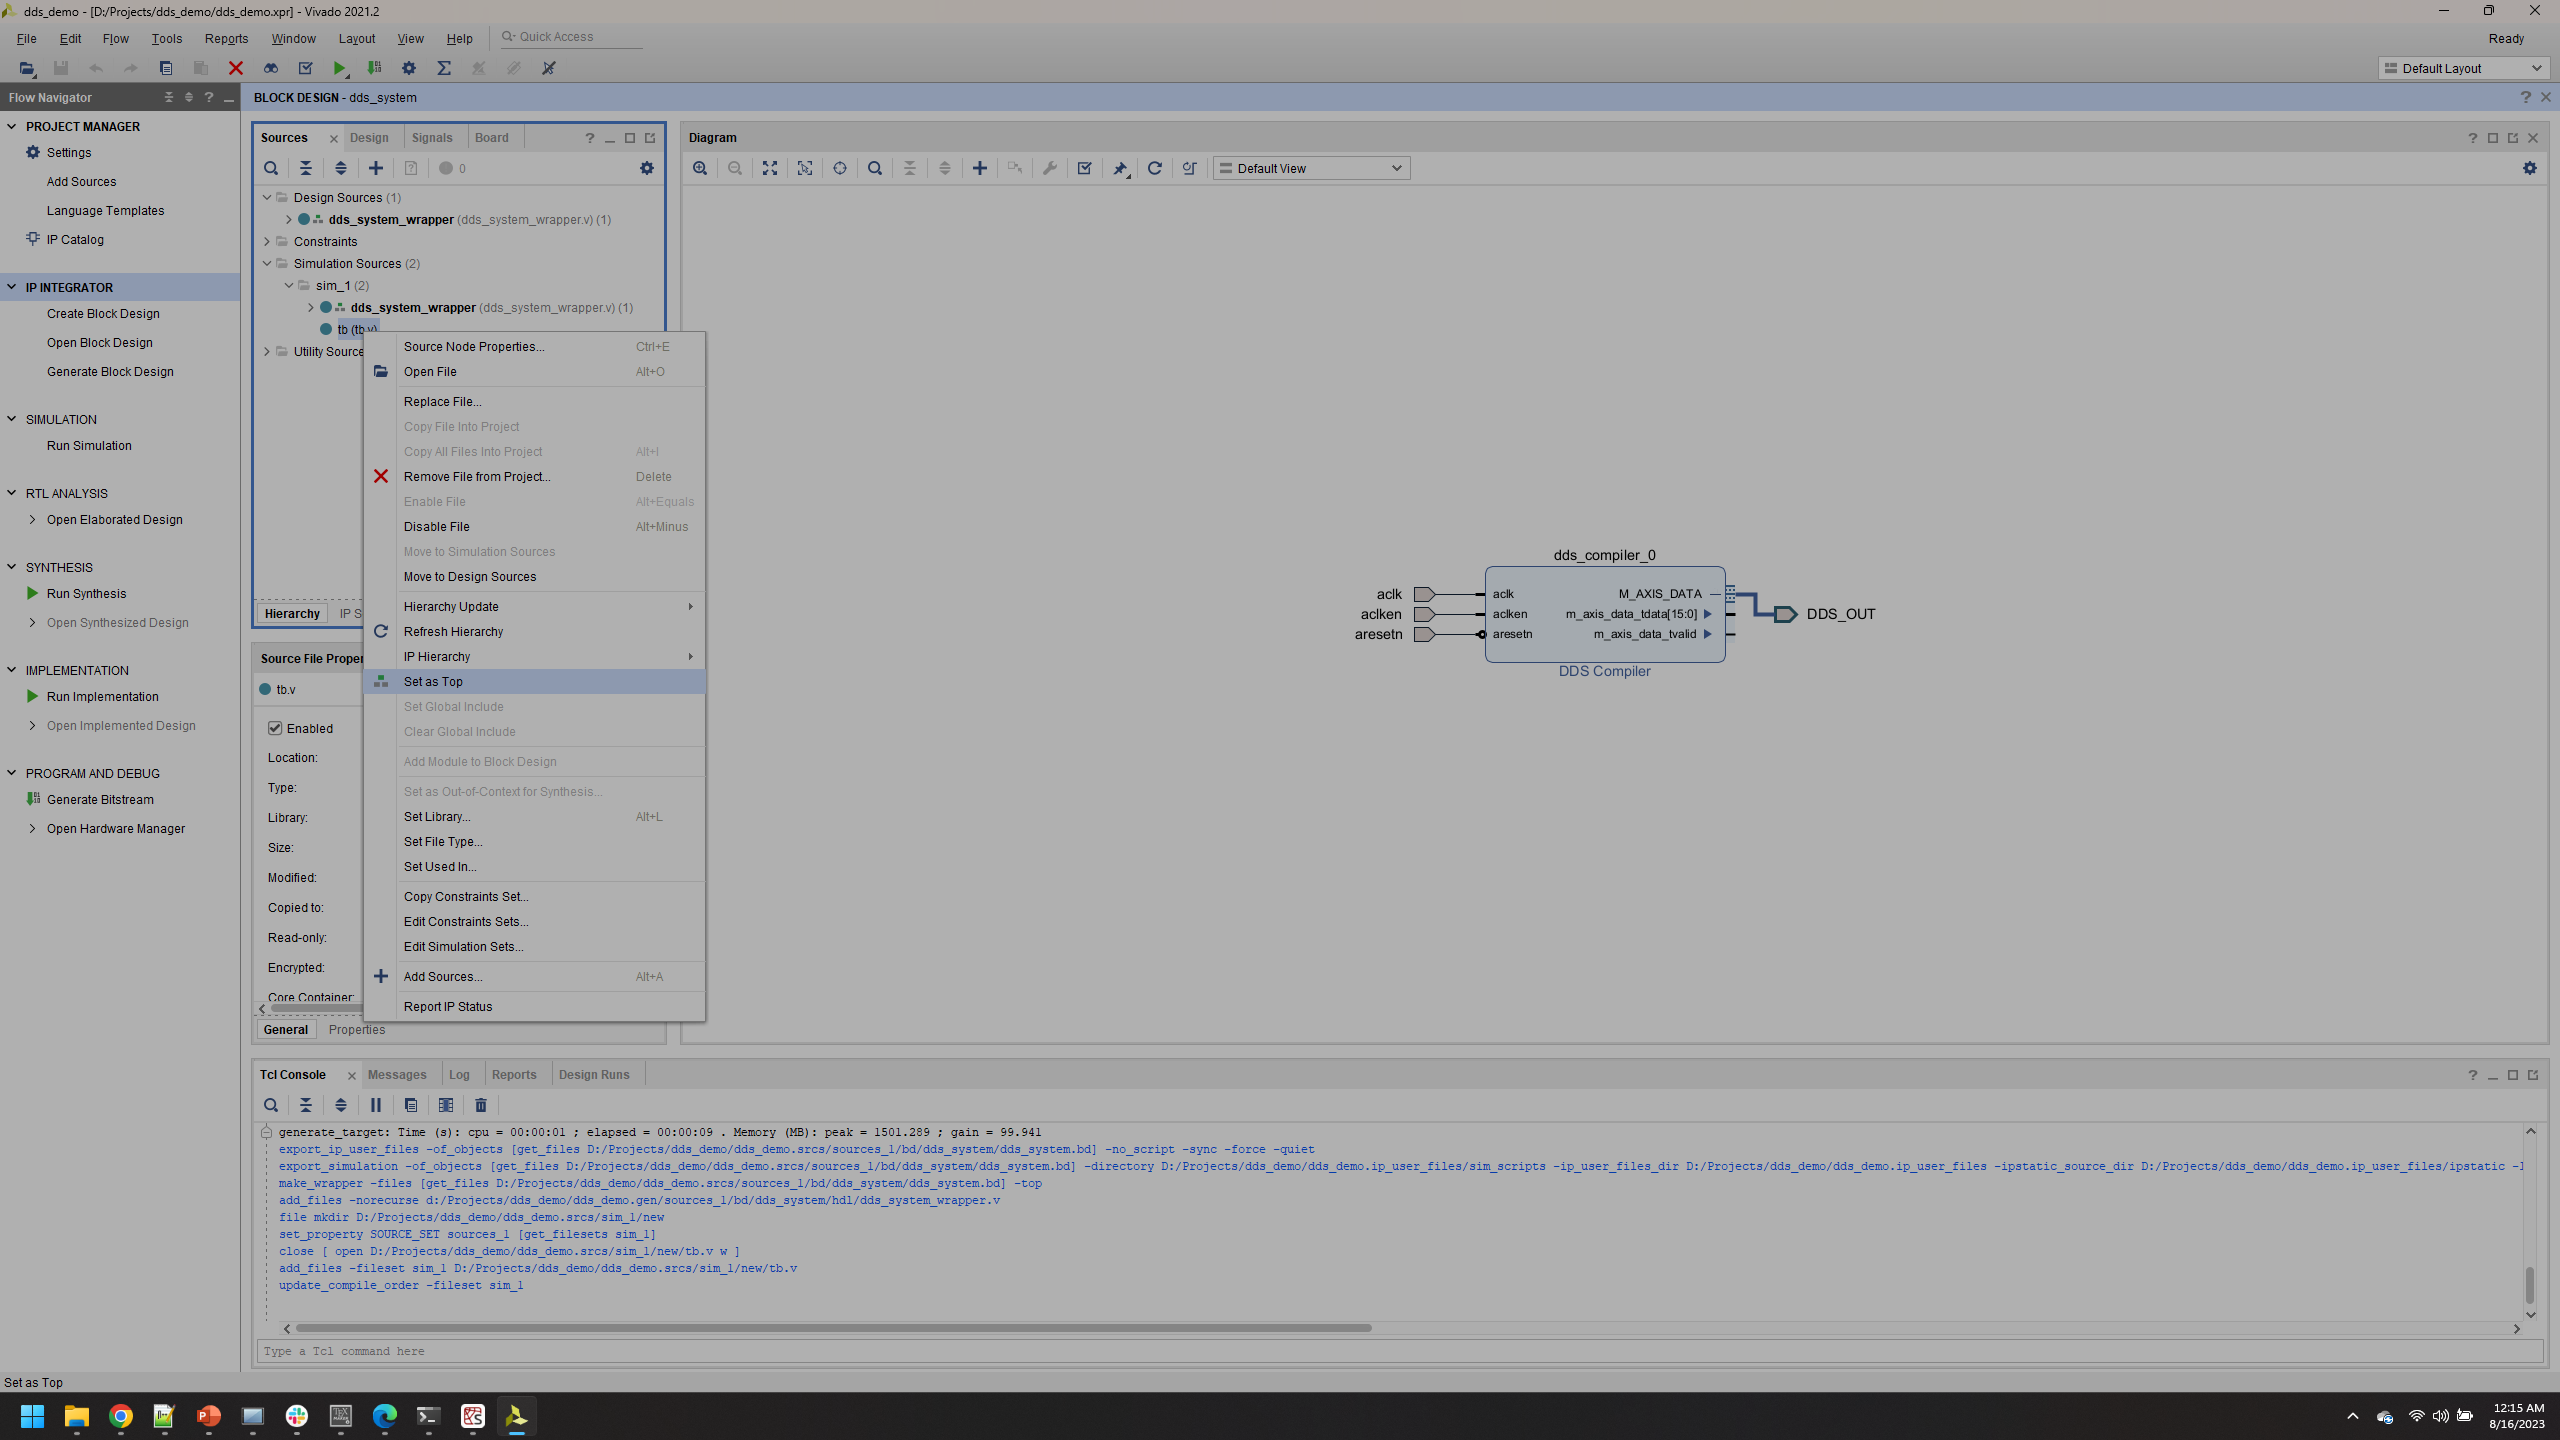 dds_demo - [D:/Projects/dds_demo/dds_demo.xpr] - Vivado 2021.2
File Edit Flow Tools Reports Window Layout View Help Quick Access
Ready
Default Layout
Flow Navigator
PROJECT MANAGER
Settings
Add Sources
Language Templates
IP Catalog
IP INTEGRATOR
Create Block Design
Open Block Design
Generate Block Design
SIMULATION
Run Simulation
RTL ANALYSIS
Open Elaborated Design
SYNTHESIS
Run Synthesis
Open Synthesized Design
IMPLEMENTATION
Run Implementation
Open Implemented Design
PROGRAM AND DEBUG
Generate Bitstream
Open Hardware Manager
BLOCK DESIGN - dds_system
Sources Design Signals Board
0
Design Sources (1)
dds_system_wrapper (dds_system_wrapper.v) (1)
Constraints
Simulation Sources (2)
sim_1 (2)
dds_system_wrapper (dds_system_wrapper.v) (1)
tb (tb.v)
Utility Source
Hierarchy IP S
Source File Proper
tb.v
Enabled
Location:
Type:
Library:
Size:
Modified:
Copied to:
Read-only:
Encrypted:
Core Container:
General Properties
Source Node Properties... Ctrl+E
Open File Alt+O
Replace File...
Copy File Into Project
Copy All Files Into Project Alt+I
Remove File from Project... Delete
Enable File Alt+Equals
Disable File Alt+Minus
Move to Simulation Sources
Move to Design Sources
Hierarchy Update
Refresh Hierarchy
IP Hierarchy
Set as Top
Set Global Include
Clear Global Include
Add Module to Block Design
Set as Out-of-Context for Synthesis...
Set Library... Alt+L
Set File Type...
Set Used In...
Copy Constraints Set...
Edit Constraints Sets...
Edit Simulation Sets...
Add Sources... Alt+A
Report IP Status
Diagram
Default View
dds_compiler_0
aclk aclk M_AXIS_DATA
aclken aclken m_axis_data_tdata[15:0] DDS_OUT
aresetn aresetn m_axis_data_tvalid
DDS Compiler
Tcl Console Messages Log Reports Design Runs
generate_target: Time (s): cpu = 00:00:01 ; elapsed = 00:00:09 . Memory (MB): peak = 1501.289 ; gain = 99.941
export_ip_user_files -of_objects [get_files D:/Projects/dds_demo/dds_demo.srcs/sources_1/bd/dds_system/dds_system.bd] -no_script -sync -force -quiet
export_simulation -of_objects [get_files D:/Projects/dds_demo/dds_demo.srcs/sources_1/bd/dds_system/dds_system.bd] -directory D:/Projects/dds_demo/dds_demo.ip_user_files/sim_scripts -ip_user_files_dir D:/Projects/dds_demo/dds_demo.ip_user_files -ipstatic_source_dir D:/Projects/dds_demo/dds_demo.ip_user_files/ipstatic
make_wrapper -files [get_files D:/Projects/dds_demo/dds_demo.srcs/sources_1/bd/dds_system/dds_system.bd] -top
add_files -norecurse d:/Projects/dds_demo/dds_demo.gen/sources_1/bd/dds_system/hdl/dds_system_wrapper.v
file mkdir D:/Projects/dds_demo/dds_demo.srcs/sim_1/new
set_property SOURCE_SET sources_1 [get_filesets sim_1]
close [ open D:/Projects/dds_demo/dds_demo.srcs/sim_1/new/tb.v w ]
add_files -fileset sim_1 D:/Projects/dds_demo/dds_demo.srcs/sim_1/new/tb.v
update_compile_order -fileset sim_1
Type a Tcl command here
Set as Top
12:15 AM
8/16/2023